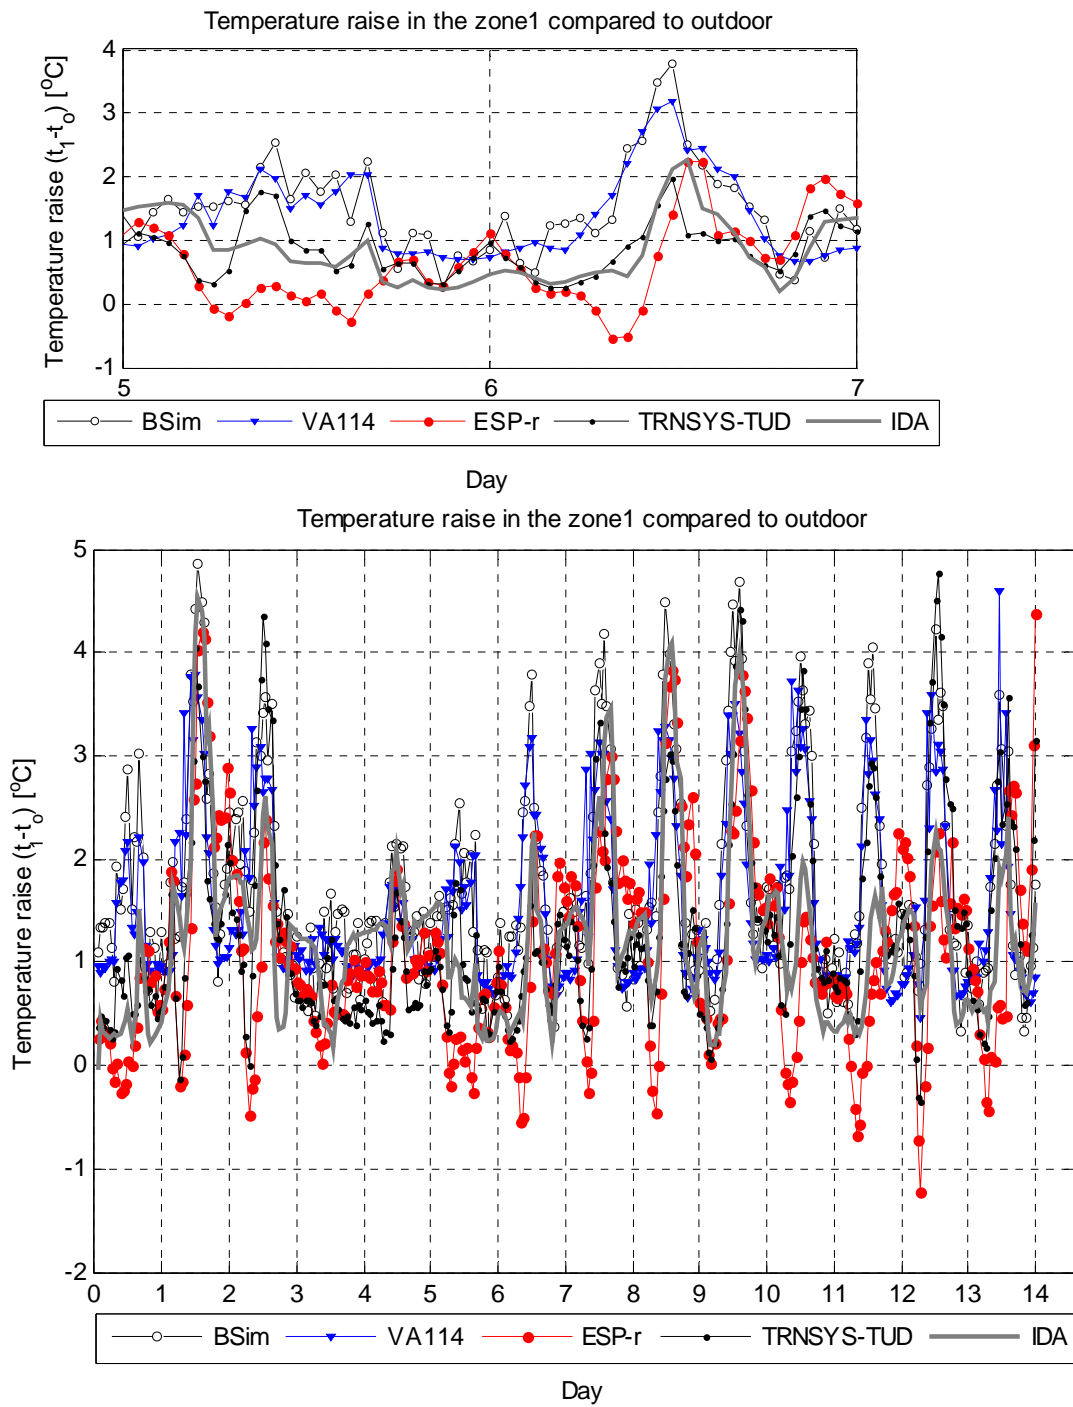 Temperature raise in the zone1 compared to outdoor
Temperature raise (t1-to) [oC]
4
3
2
1
0
-1
5 6 7
BSim VA114 ESP-r TRNSYS-TUD IDA
Day
Temperature raise in the zone1 compared to outdoor
Temperature raise (t1-to) [oC]
5
4
3
2
1
0
-1
-2
0 1 2 3 4 5 6 7 8 9 10 11 12 13 14
BSim VA114 ESP-r TRNSYS-TUD IDA
Day